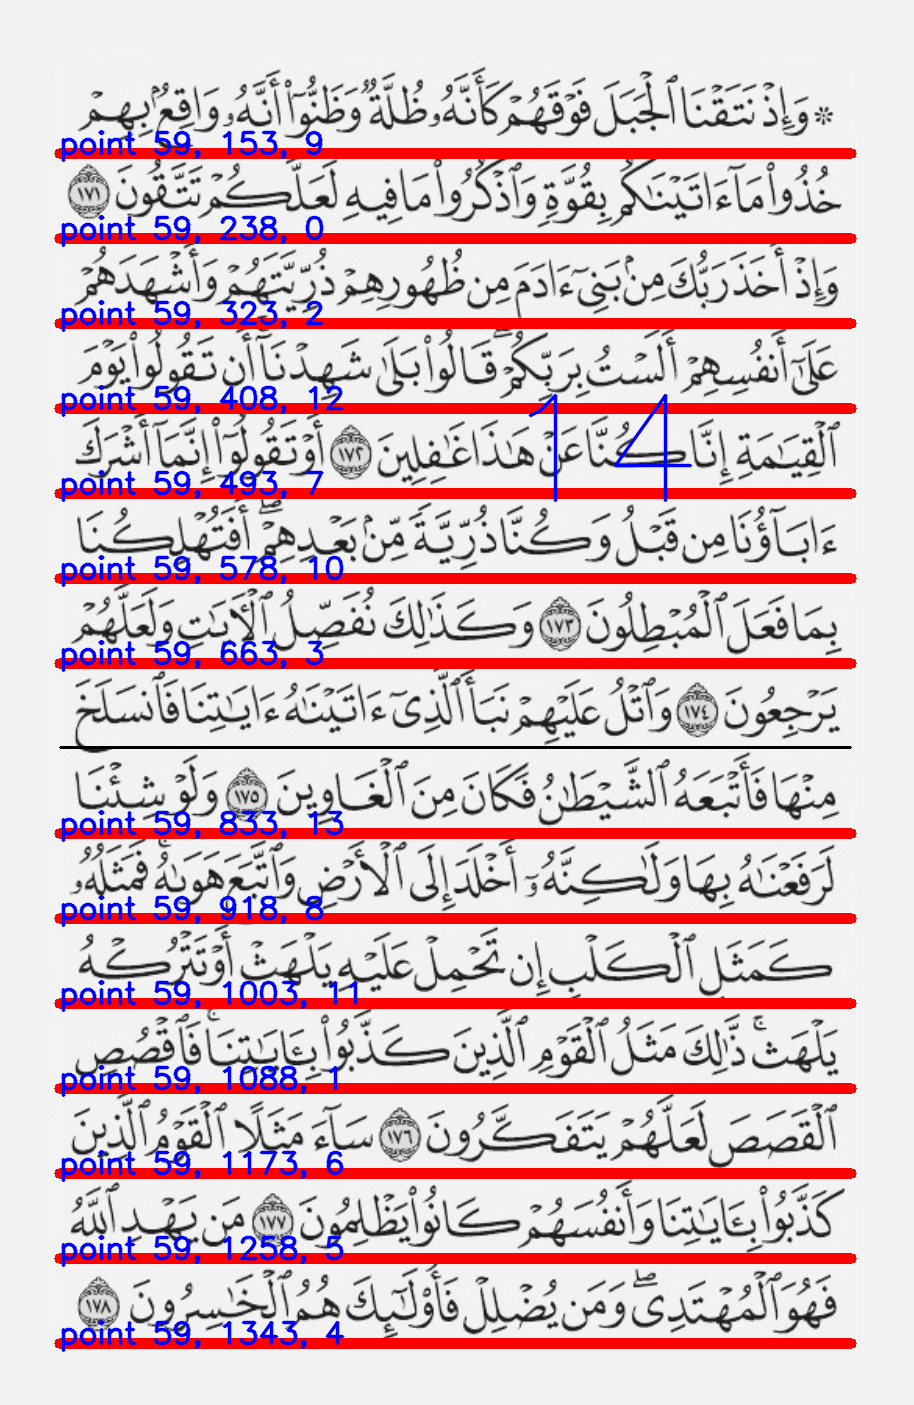 ۞ وَإِذْ نَتَقْنَا ٱلْجَبَلَ فَوْقَهُمْ كَأَنَّهُۥ ظُلَّةٌ وَظَنُّوٓا۟ أَنَّهُۥ وَاقِعٌۢ بِهِمْ
point 59, 153, 9
خُذُوا۟ مَآ ءَاتَيْنَـٰكُم بِقُوَّةٍ وَٱذْكُرُوا۟ مَا فِيهِ لَعَلَّكُمْ تَتَّقُونَ ١٧١
point 59, 238, 0
وَإِذْ أَخَذَ رَبُّكَ مِنۢ بَنِىٓ ءَادَمَ مِن ظُهُورِهِمْ ذُرِّيَّتَهُمْ وَأَشْهَدَهُمْ
point 59, 323, 2
عَلَىٰٓ أَنفُسِهِمْ أَلَسْتُ بِرَبِّكُمْ ۖ قَالُوا۟ بَلَىٰ ۛ شَهِدْنَآ ۛ أَن تَقُولُوا۟ يَوْمَ
point 59, 408, 12
14
ٱلْقِيَـٰمَةِ إِنَّا كُنَّا عَنْ هَـٰذَا غَـٰفِلِينَ ١٧٢ أَوْ تَقُولُوٓا۟ إِنَّمَآ أَشْرَكَ
point 59, 493, 7
ءَابَآؤُنَا مِن قَبْلُ وَكُنَّا ذُرِّيَّةً مِّنۢ بَعْدِهِمْ ۖ أَفَتُهْلِكُنَا
point 59, 578, 10
بِمَا فَعَلَ ٱلْمُبْطِلُونَ ١٧٣ وَكَذَٰلِكَ نُفَصِّلُ ٱلْـَٔايَـٰتِ وَلَعَلَّهُمْ
point 59, 663, 3
يَرْجِعُونَ ١٧٤ وَٱتْلُ عَلَيْهِمْ نَبَأَ ٱلَّذِىٓ ءَاتَيْنَـٰهُ ءَايَـٰتِنَا فَٱنسَلَخَ
مِنْهَا فَأَتْبَعَهُ ٱلشَّيْطَـٰنُ فَكَانَ مِنَ ٱلْغَاوِينَ ١٧٥ وَلَوْ شِئْنَا
point 59, 833, 13
لَرَفَعْنَـٰهُ بِهَا وَلَـٰكِنَّهُۥٓ أَخْلَدَ إِلَى ٱلْأَرْضِ وَٱتَّبَعَ هَوَىٰهُ ۚ فَمَثَلُهُۥ
point 59, 918, 8
كَمَثَلِ ٱلْكَلْبِ إِن تَحْمِلْ عَلَيْهِ يَلْهَثْ أَوْ تَتْرُكْهُ
point 59, 1003, 11
يَلْهَث ۚ ذَّٰلِكَ مَثَلُ ٱلْقَوْمِ ٱلَّذِينَ كَذَّبُوا۟ بِـَٔايَـٰتِنَا ۚ فَٱقْصُصِ
point 59, 1088, 1
ٱلْقَصَصَ لَعَلَّهُمْ يَتَفَكَّرُونَ ١٧٦ سَآءَ مَثَلًا ٱلْقَوْمُ ٱلَّذِينَ
point 59, 1173, 6
كَذَّبُوا۟ بِـَٔايَـٰتِنَا وَأَنفُسَهُمْ كَانُوا۟ يَظْلِمُونَ ١٧٧ مَن يَهْدِ ٱللَّهُ
point 59, 1258, 5
فَهُوَ ٱلْمُهْتَدِى ۖ وَمَن يُضْلِلْ فَأُو۟لَـٰٓئِكَ هُمُ ٱلْخَـٰسِرُونَ ١٧٨
point 59, 1343, 4